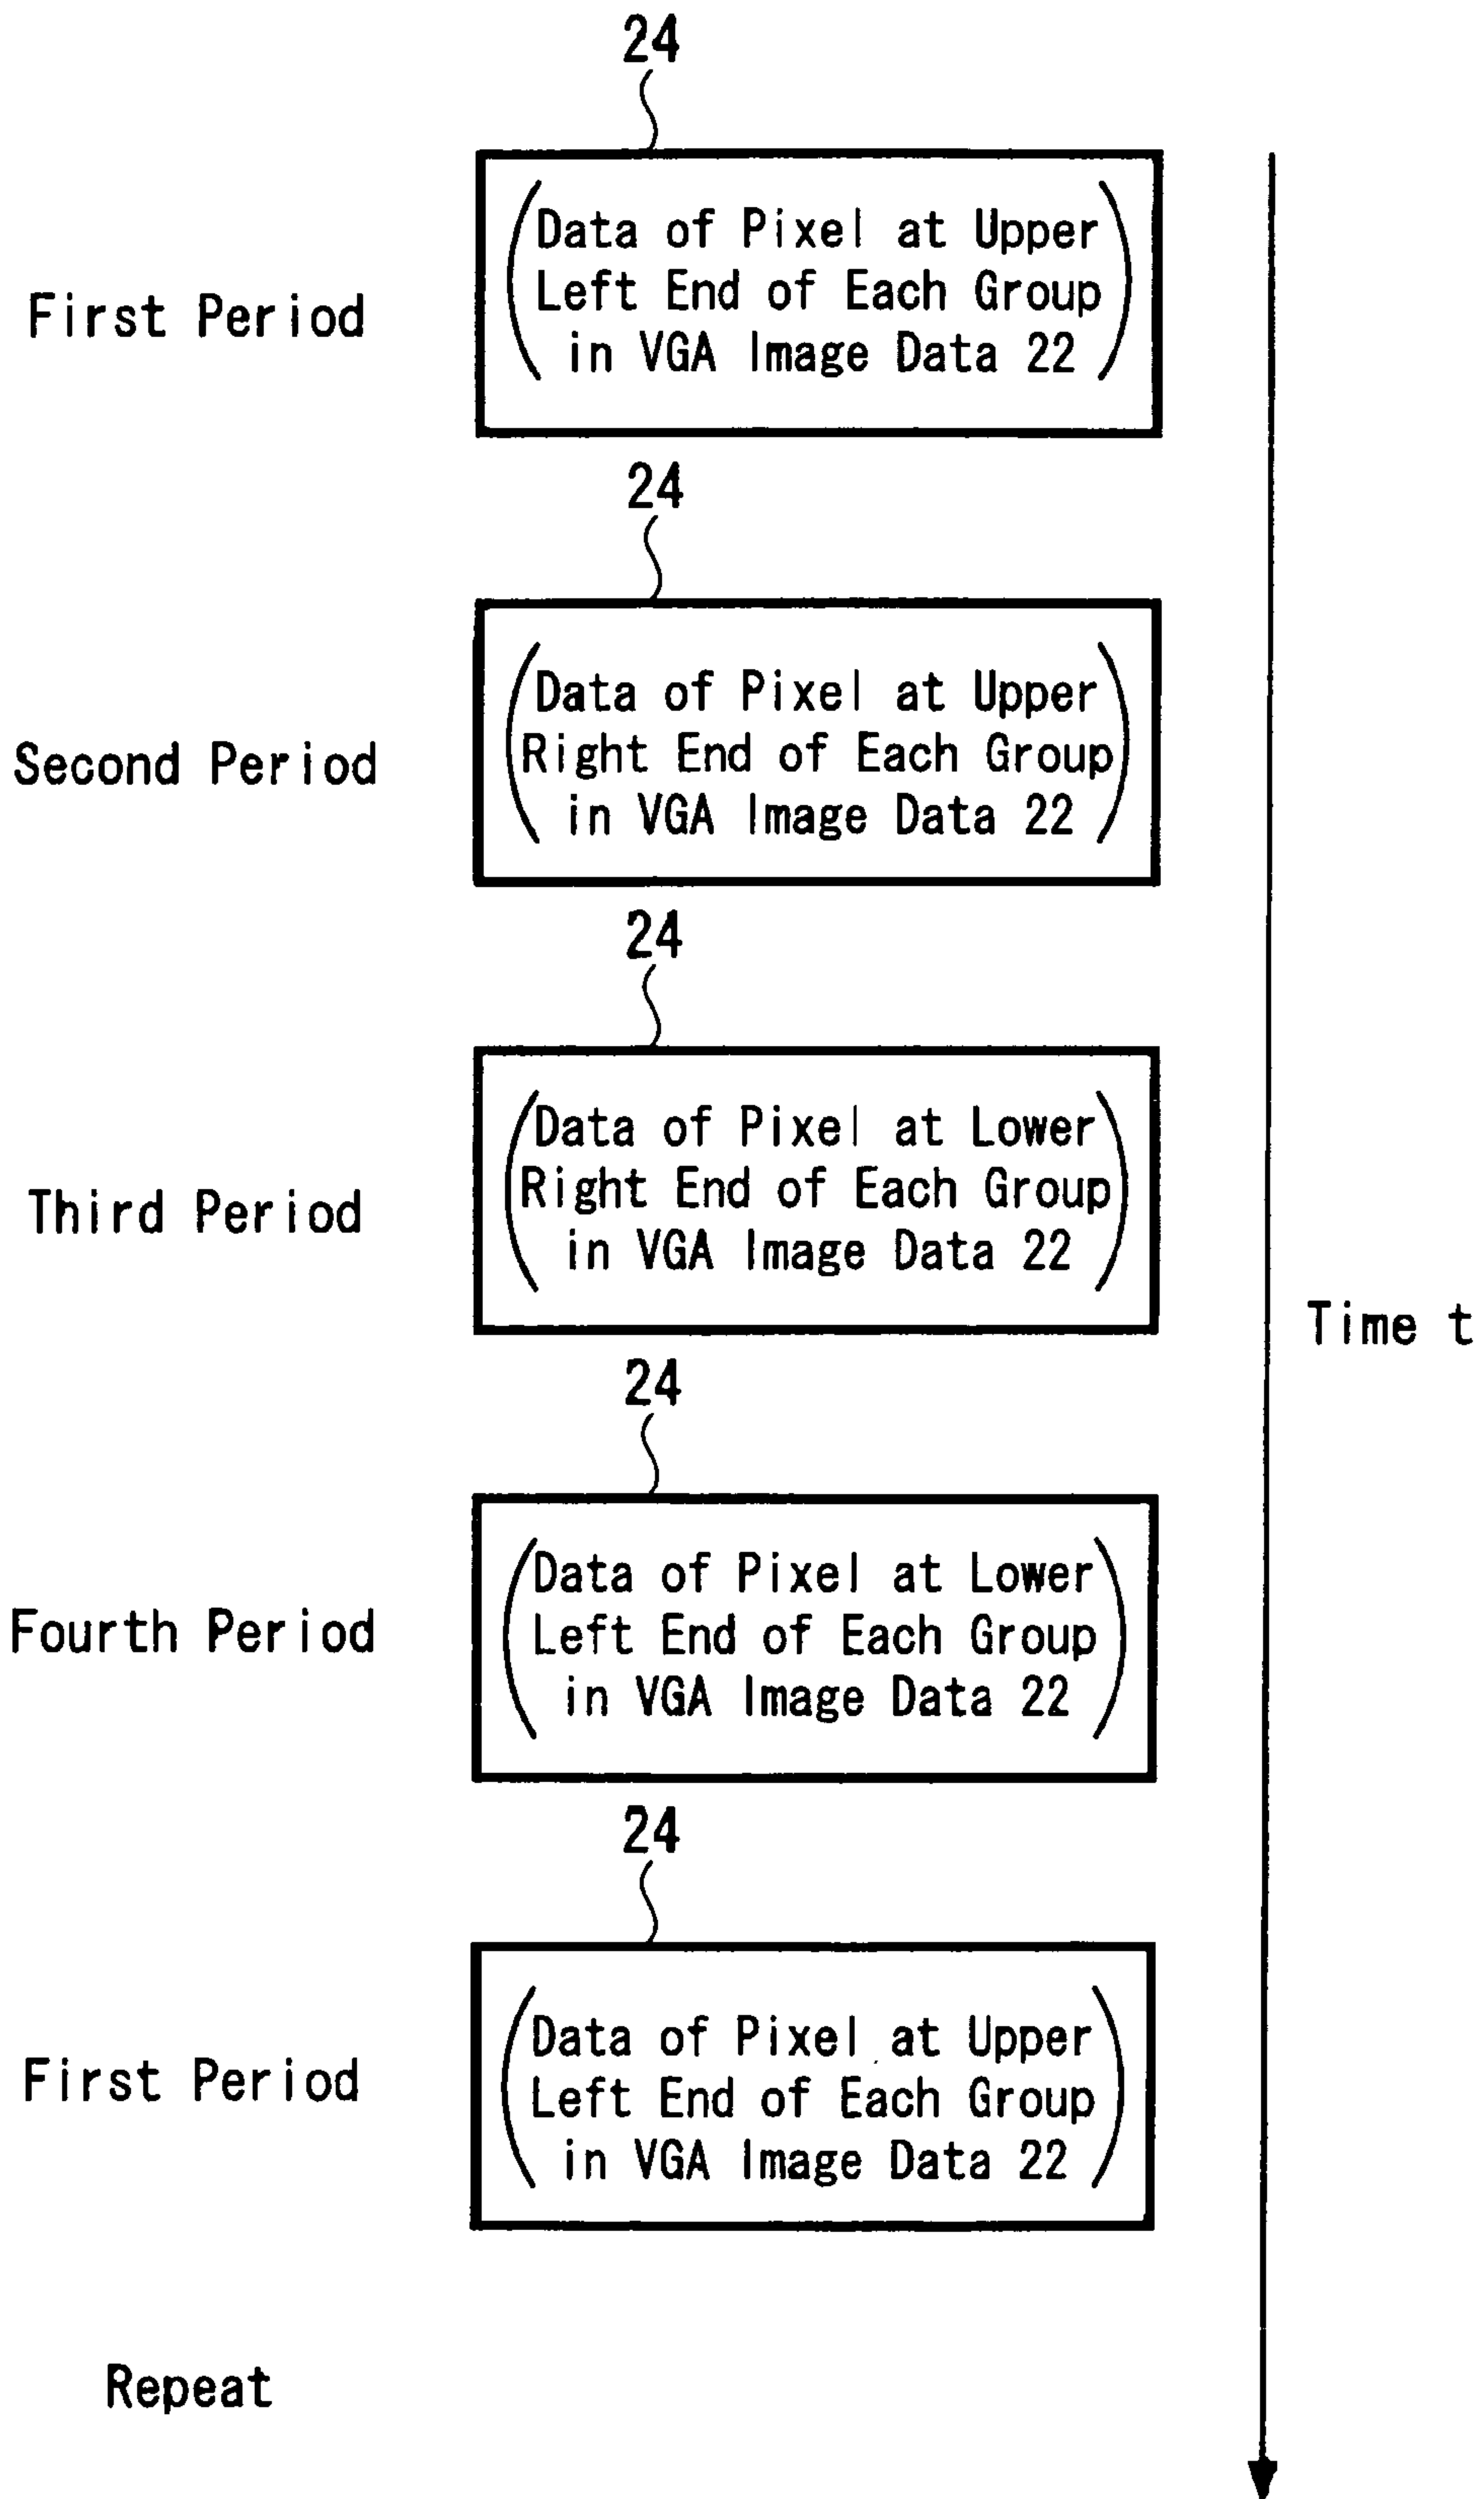 24
First Period
Data of Pixel at Upper
Left End of Each Group
in VGA Image Data 22
24
Second Period
Data of Pixel at Upper
Right End of Each Group
in VGA Image Data 22
24
Third Period
Data of Pixel at Lower
Right End of Each Group
in VGA Image Data 22
Time t
24
Fourth Period
Data of Pixel at Lower
Left End of Each Group
in VGA Image Data 22
24
First Period
Data of Pixel at Upper
Left End of Each Group
in VGA Image Data 22
Repeat